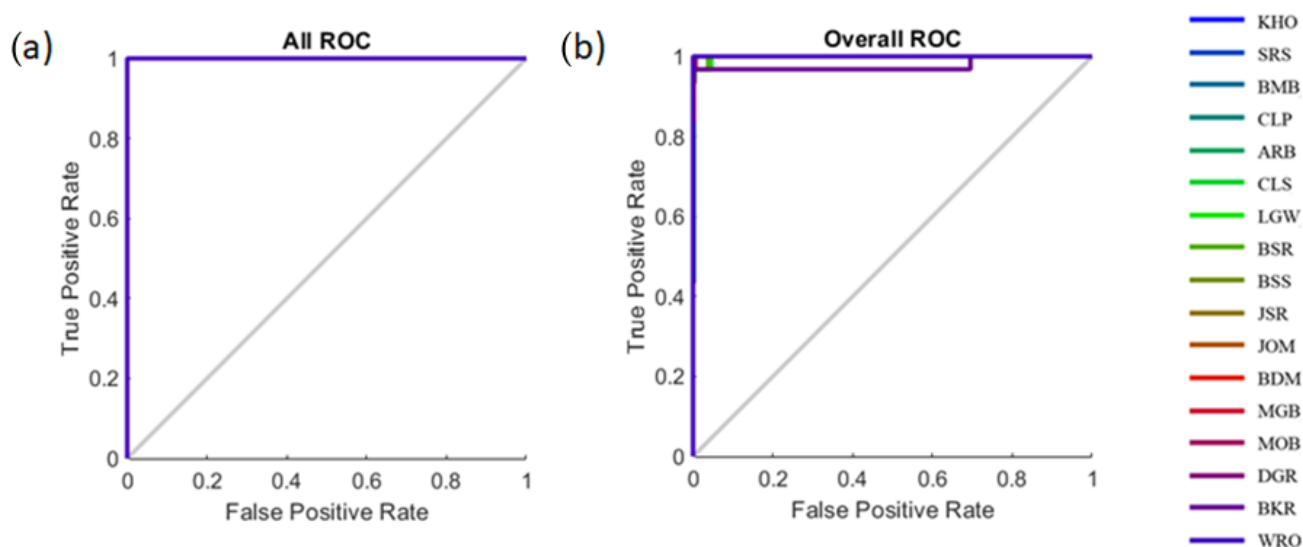 (a)
All ROC
1
0.8
0.6
0.4
0.2
0
True Positive Rate
0 0.2 0.4 0.6 0.8 1
False Positive Rate
(b)
Overall ROC
1
0.8
0.6
0.4
0.2
0
True Positive Rate
0 0.2 0.4 0.6 0.8 1
False Positive Rate
KHO
SRS
BMB
CLP
ARB
CLS
LGW
BSR
BSS
JSR
JOM
BDM
MGB
MOB
DGR
BKR
WRO